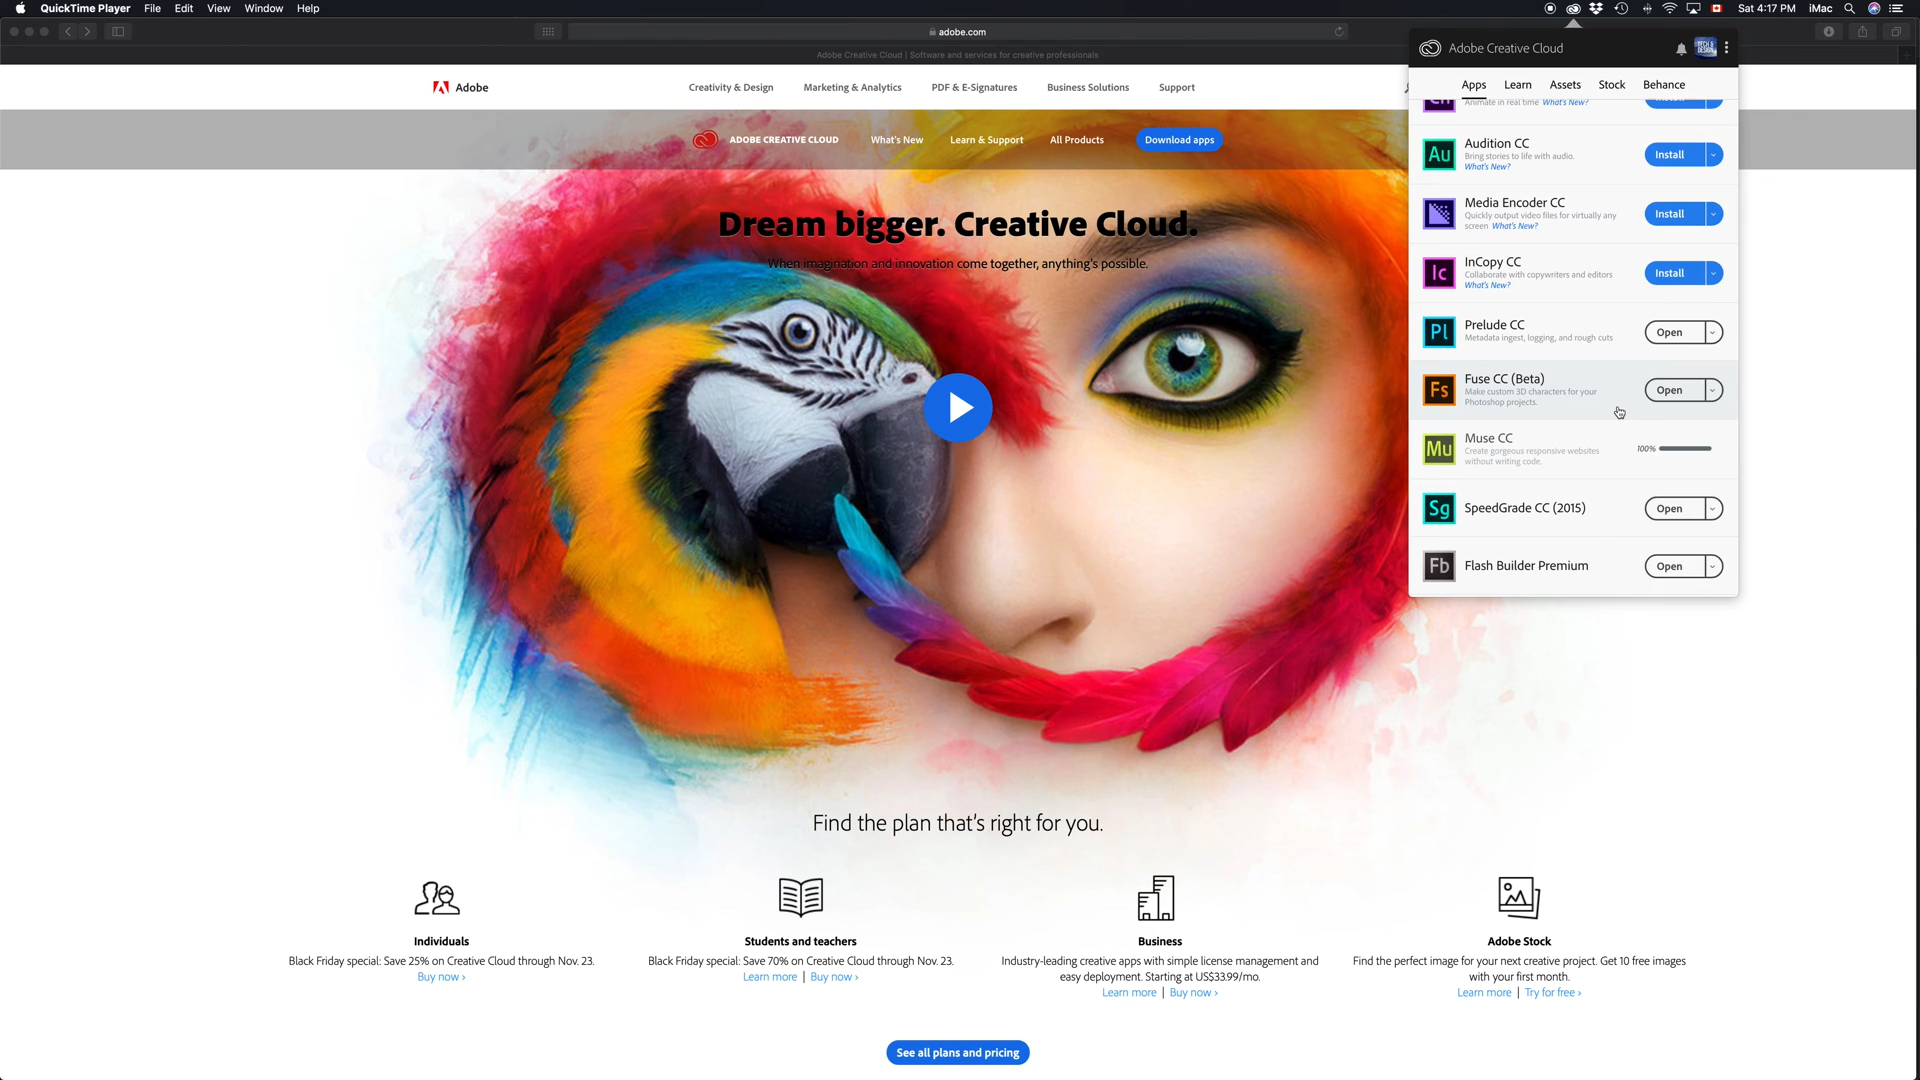 QuickTime Player File Edit View Window Help
Sat 4:17 PM iMac
adobe.com
Adobe Creative Cloud | Software and services for creative professionals
Adobe
Creativity & Design Marketing & Analytics PDF & E-Signatures Business Solutions Support
ADOBE CREATIVE CLOUD What's New Learn & Support All Products Download apps
Dream bigger. Creative Cloud.
When imagination and innovation come together, anything's possible.
Adobe Creative Cloud
Apps Learn Assets Stock Behance
Animate in real time What's New?
Au
Audition CC
Bring stories to life with audio.
What's New?
Install
Media Encoder CC
Quickly output video files for virtually any
screen What's New?
Install
Ic
InCopy CC
Collaborate with copywriters and editors
What's New?
Install
Pl
Prelude CC
Metadata ingest, logging, and rough cuts
Open
Fs
Fuse CC (Beta)
Make custom 3D characters for your
Photoshop projects.
Open
Mu
Muse CC
Create gorgeous responsive websites
without writing code.
100%
Sg
SpeedGrade CC (2015)
Open
Fb
Flash Builder Premium
Open
Find the plan that's right for you.
Individuals
Black Friday special: Save 25% on Creative Cloud through Nov. 23.
Buy now ›
Students and teachers
Black Friday special: Save 70% on Creative Cloud through Nov. 23.
Learn more | Buy now ›
Business
Industry-leading creative apps with simple license management and
easy deployment. Starting at US$33.99/mo.
Learn more | Buy now ›
Adobe Stock
Find the perfect image for your next creative project. Get 10 free images
with your first month.
Learn more | Try for free ›
See all plans and pricing